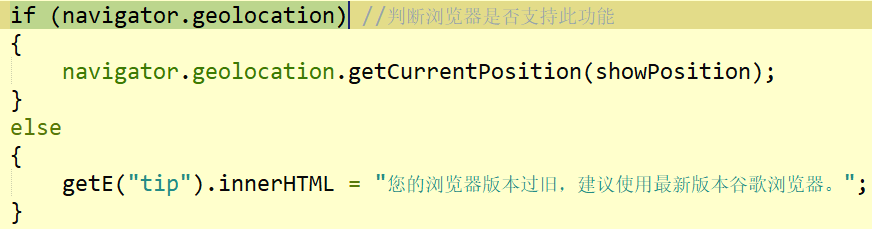 if (navigator.geolocation) //判断浏览器是否支持此功能
{
    navigator.geolocation.getCurrentPosition(showPosition);
}
else
{
    getE("tip").innerHTML = "您的浏览器版本过旧，建议使用最新版本谷歌浏览器。";
}